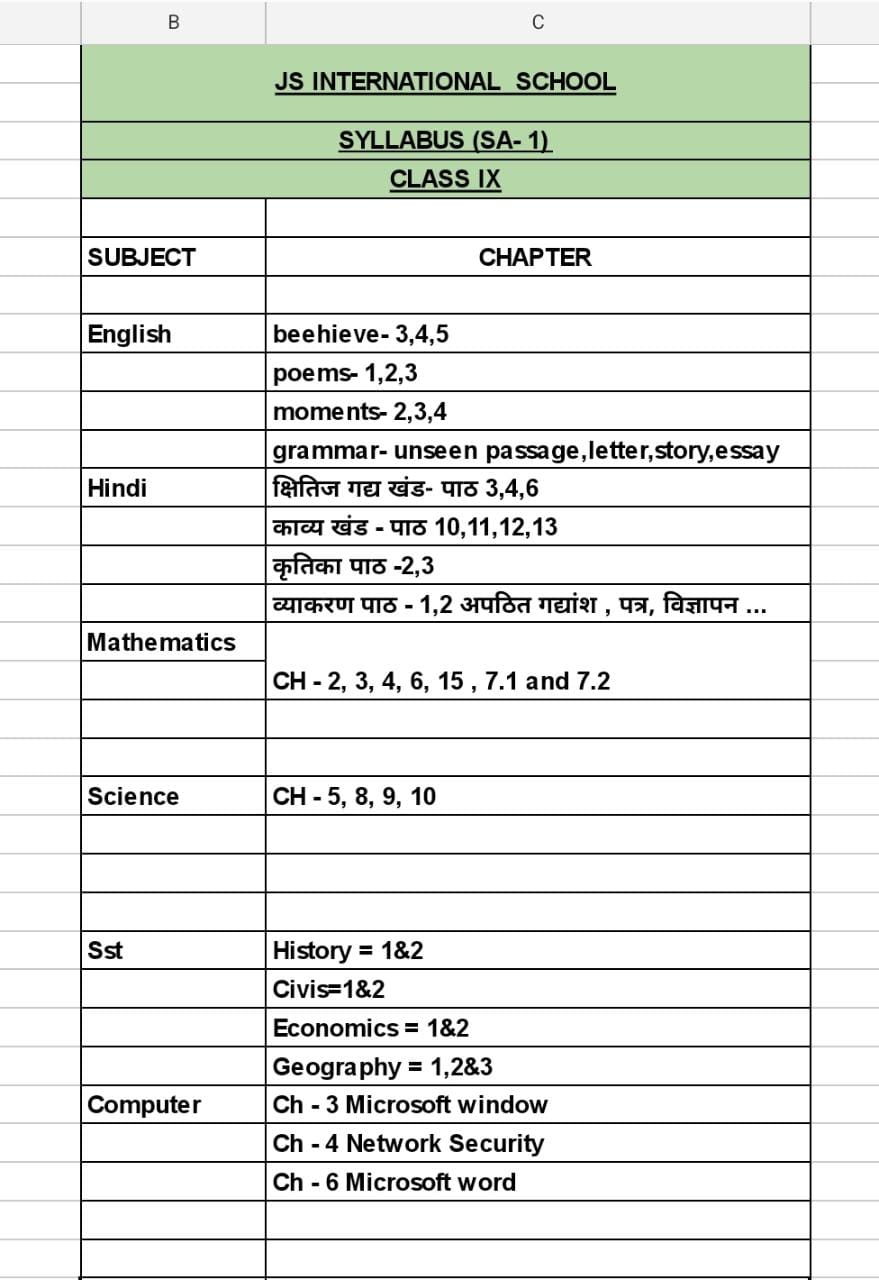 B C
JS INTERNATIONAL SCHOOL
SYLLABUS (SA- 1)
CLASS IX
SUBJECT CHAPTER
English beehieve- 3,4,5
poems- 1,2,3
moments- 2,3,4
grammar- unseen passage,letter,story,essay
Hindi क्षितिज गद्य खंड- पाठ 3,4,6
काव्य खंड - पाठ 10,11,12,13
कृतिका पाठ -2,3
व्याकरण पाठ - 1,2 अपठित गद्यांश , पत्र, विज्ञापन ...
Mathematics
CH - 2, 3, 4, 6, 15 , 7.1 and 7.2
Science CH - 5, 8, 9, 10
Sst History = 1&2
Civis=1&2
Economics = 1&2
Geography = 1,2&3
Computer Ch - 3 Microsoft window
Ch - 4 Network Security
Ch - 6 Microsoft word